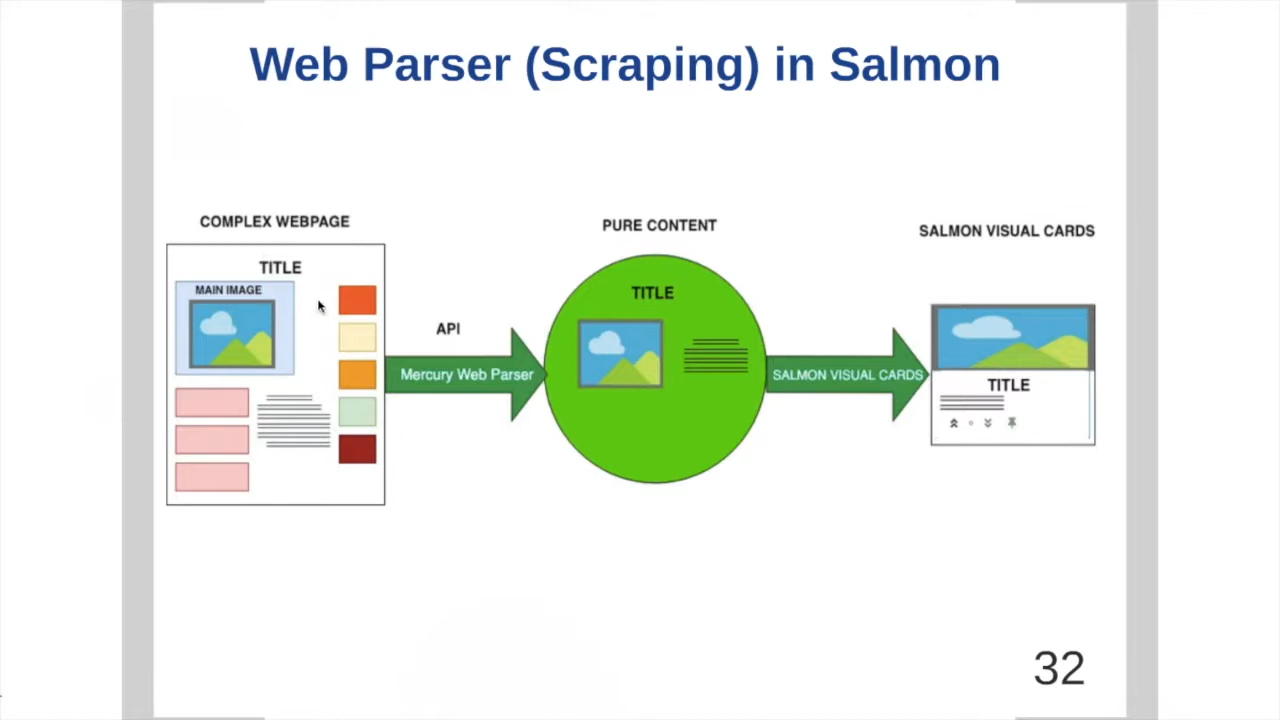 Web Parser (Scraping) in Salmon
COMPLEX WEBPAGE
TITLE
MAIN IMAGE
API
Mercury Web Parser
PURE CONTENT
TITLE
SALMON VISUAL CARDS
SALMON VISUAL CARDS
TITLE
32